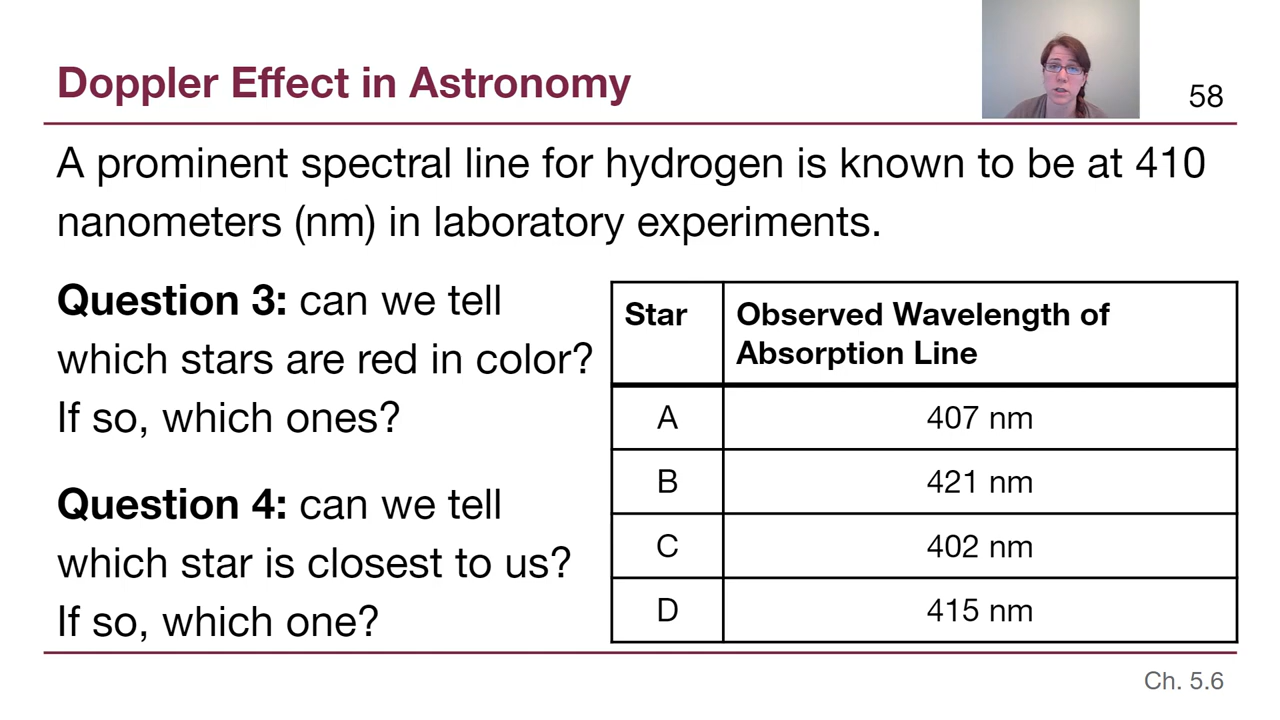 Doppler Effect in Astronomy
58
A prominent spectral line for hydrogen is known to be at 410
nanometers (nm) in laboratory experiments.
Question 3: can we tell
which stars are red in color?
If so, which ones?
Question 4: can we tell
which star is closest to us?
If so, which one?
Star
Observed Wavelength of
Absorption Line
A 407 nm
B 421 nm
C 402 nm
D 415 nm
Ch. 5.6